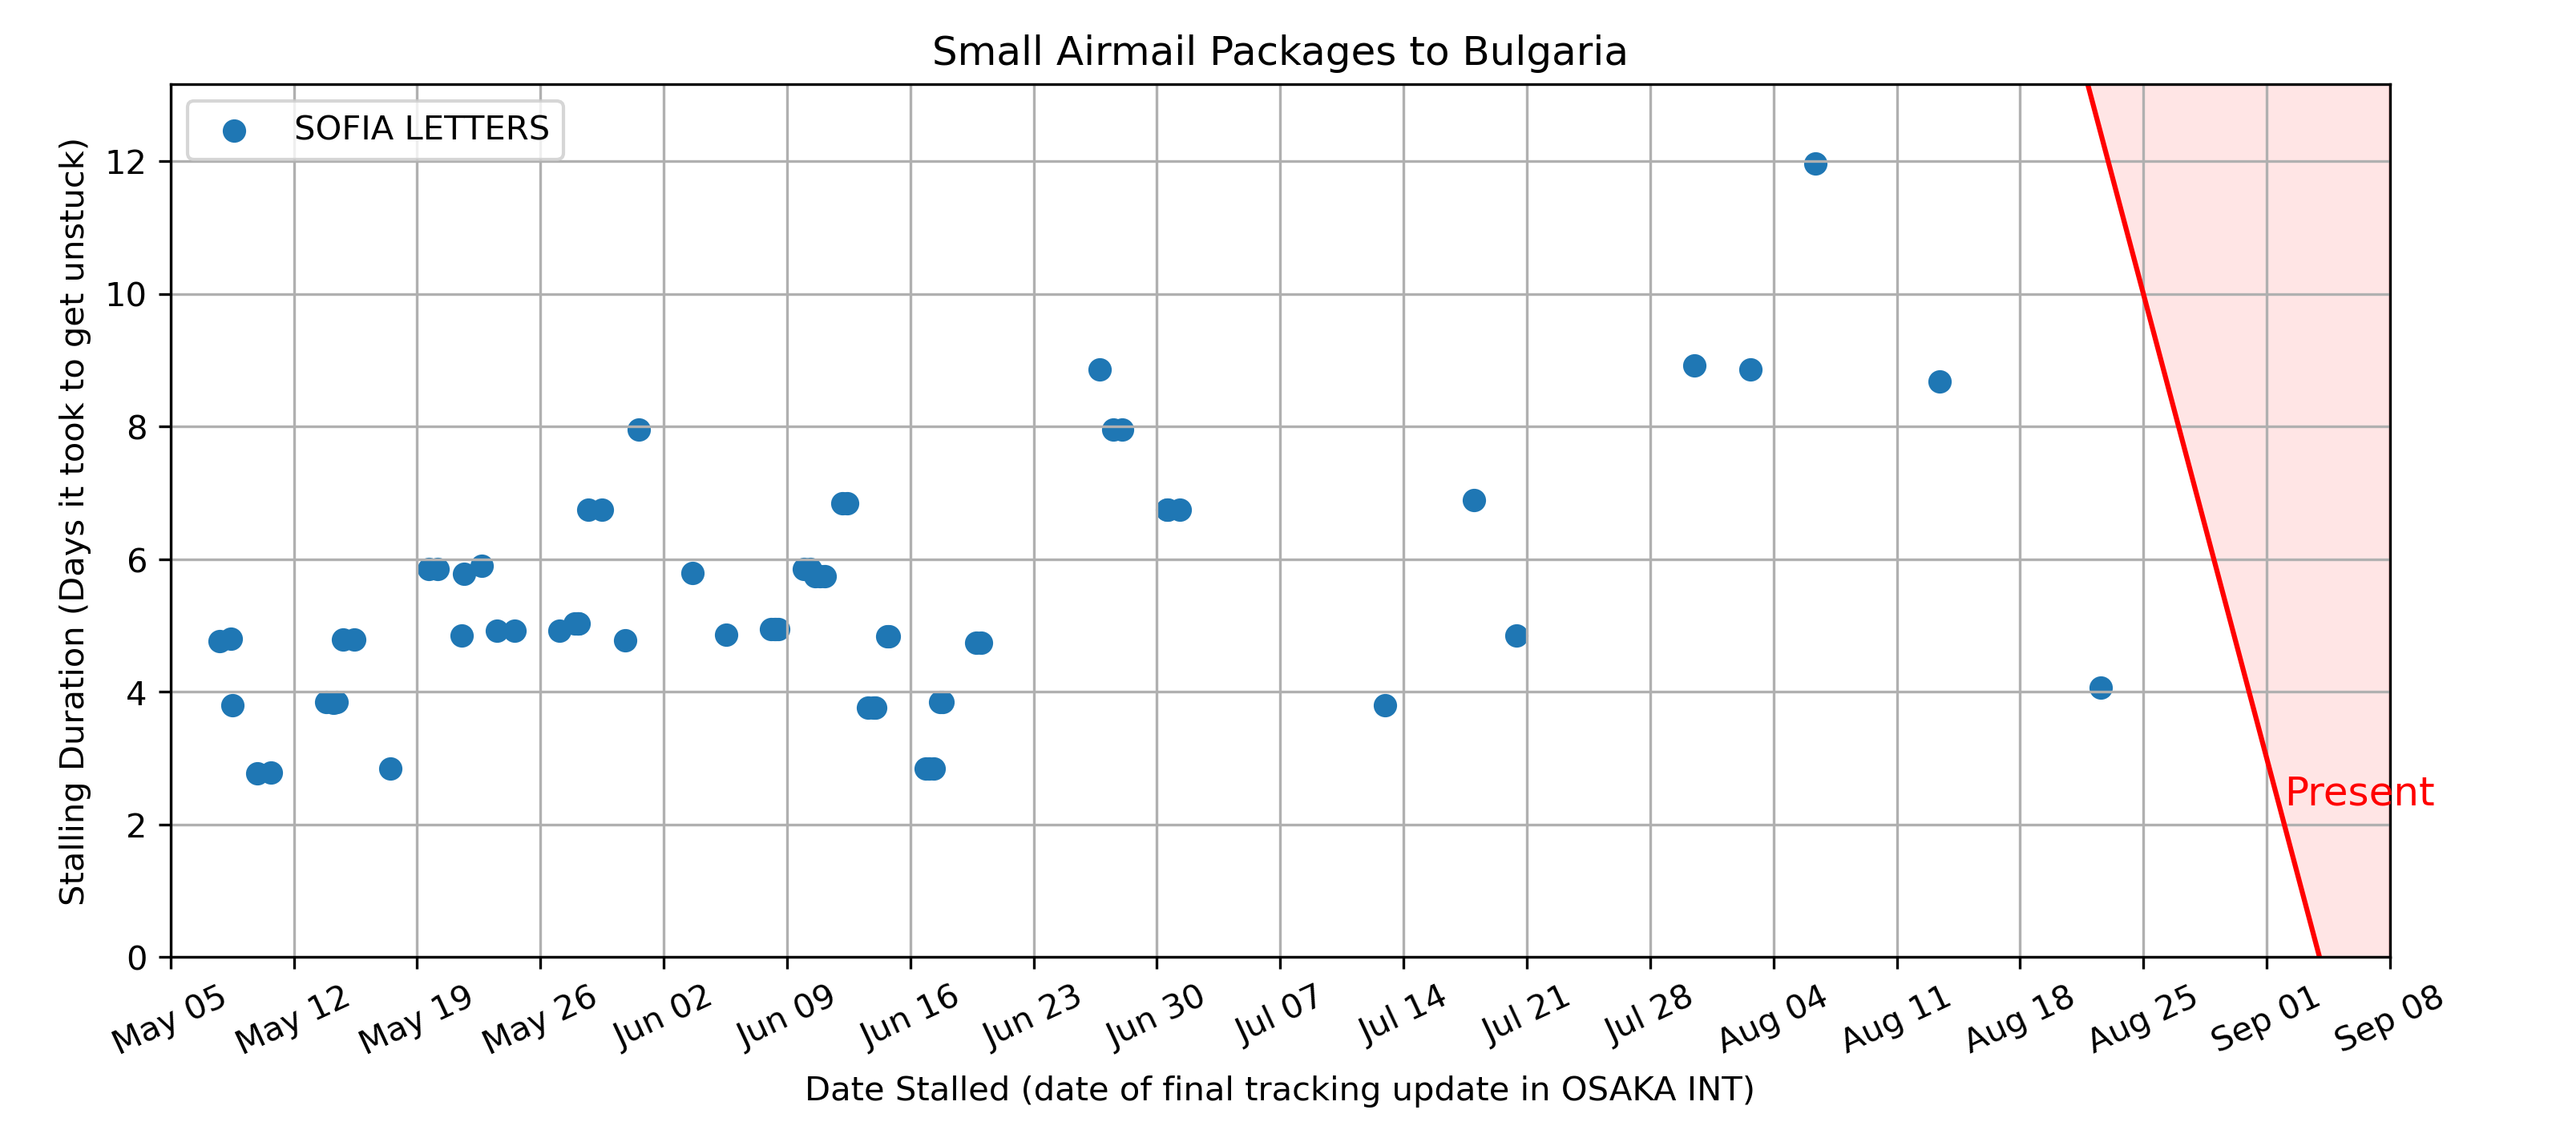 Small Airmail Packages to Bulgaria
SOFIA LETTERS
Stalling Duration (Days it took to get unstuck)
12
10
8
6
4
2
0
Present
May 05
May 12
May 19
May 26
Jun 02
Jun 09
Jun 16
Jun 23
Jun 30
Jul 07
Jul 14
Jul 21
Jul 28
Aug 04
Aug 11
Aug 18
Aug 25
Sep 01
Sep 08
Date Stalled (date of final tracking update in OSAKA INT)